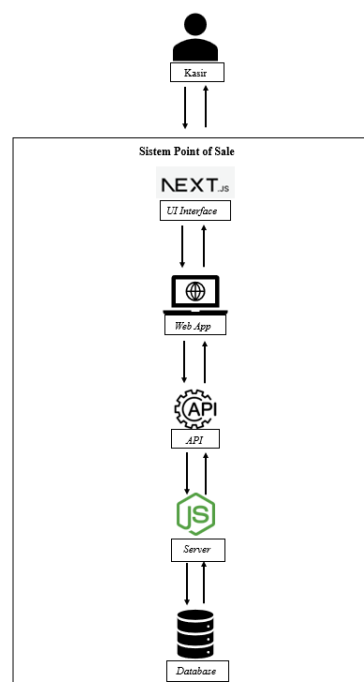 Kasir
Sistem Point of Sale
NEXT.JS
UI Interface
Web App
API
API
JS
Server
Database